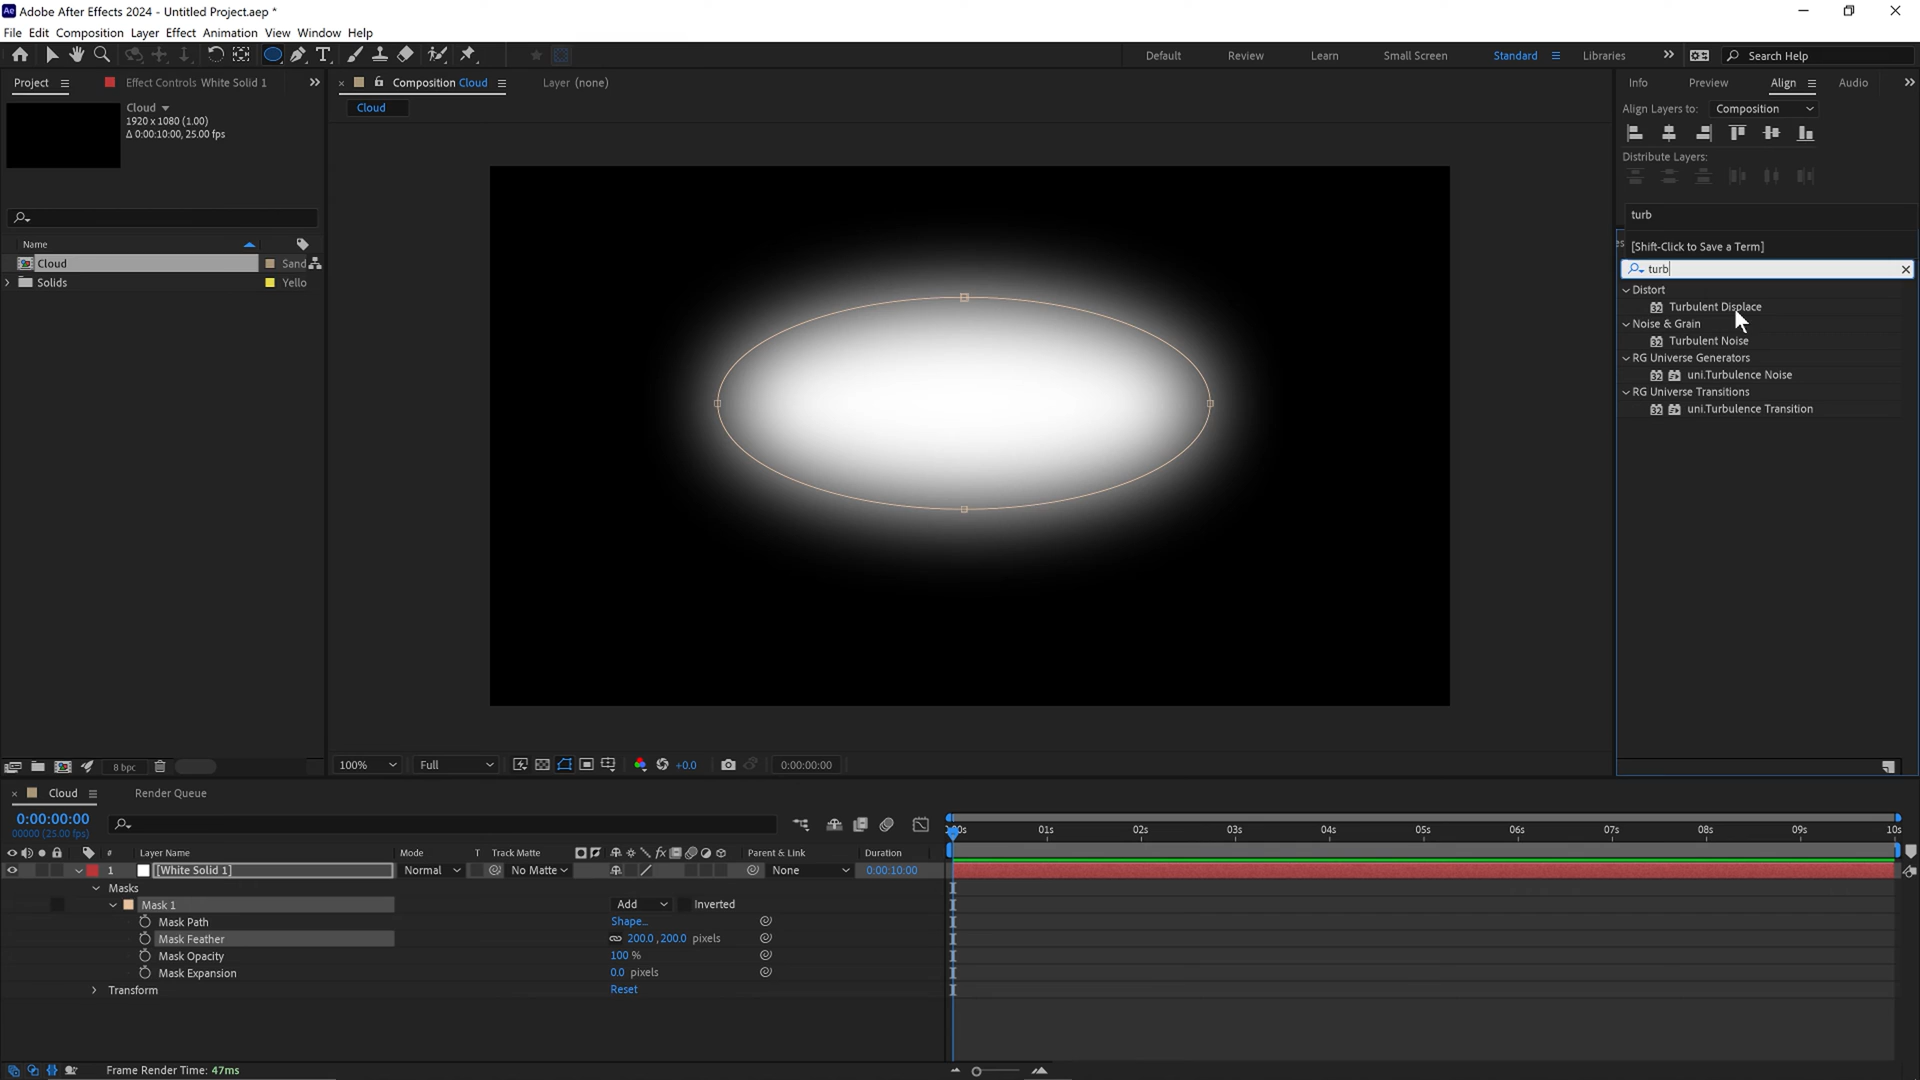 Adobe After Effects 2024 - Untitled Project.aep *
File Edit Composition Layer Effect Animation View Window Help
Default Review Learn Small Screen Standard Libraries Search Help
Project Effect Controls White Solid 1
Composition Cloud Layer (none)
Info Preview Align Audio
Cloud
1920 x 1080 (1.00)
Δ 0:00:10:00, 25.00 fps
Cloud
Align Layers to: Composition
Distribute Layers:
turb
[Shift-Click to Save a Term]
turb
Distort
Turbulent Displace
Noise & Grain
Turbulent Noise
RG Universe Generators
uni.Turbulence Noise
RG Universe Transitions
uni.Turbulence Transition
Name
Cloud Sand
Solids Yello
8 bpc
100% Full +0.0 0:00:00:00
Cloud Render Queue
0:00:00:00
00000 (25.00 fps)
# Layer Name Mode T Track Matte Parent & Link Duration
1 [White Solid 1] Normal No Matte None 0:00:10:00
Masks
Mask 1 Add Inverted
Mask Path Shape...
Mask Feather 200.0, 200.0 pixels
Mask Opacity 100 %
Mask Expansion 0.0 pixels
Transform Reset
:00s 01s 02s 03s 04s 05s 06s 07s 08s 09s 10s
Frame Render Time: 47ms